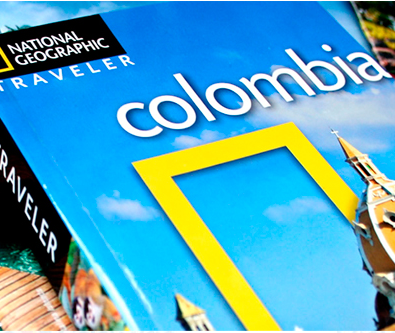 NATIONAL
GEOGRAPHIC
TRAVELER
colombia
TRAVELER